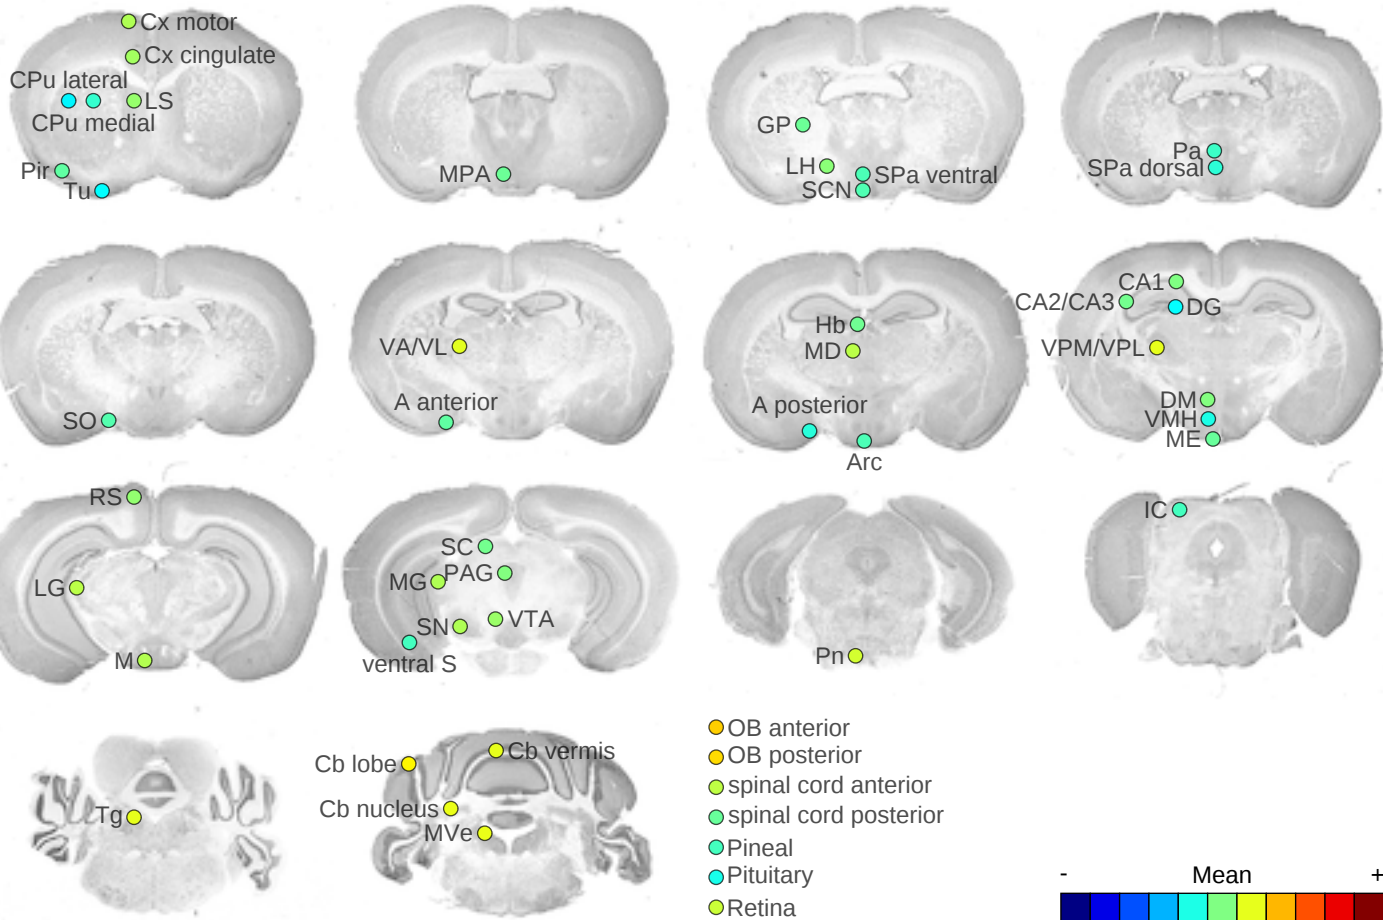 Cx motor
Cx cingulate
CPu lateral
LS
CPu medial
Pir
Tu
MPA
GP
LH
SPa ventral
SCN
Pa
SPa dorsal
SO
VA/VL
A anterior
Hb
MD
A posterior
Arc
CA1
CA2/CA3
DG
VPM/VPL
DM
VMH
ME
RS
LG
M
SC
PAG
MG
VTA
SN
ventral S
Pn
IC
Tg
Cb vermis
Cb lobe
Cb nucleus
MVe
OB anterior
OB posterior
spinal cord anterior
spinal cord posterior
Pineal
Pituitary
Retina
- Mean +